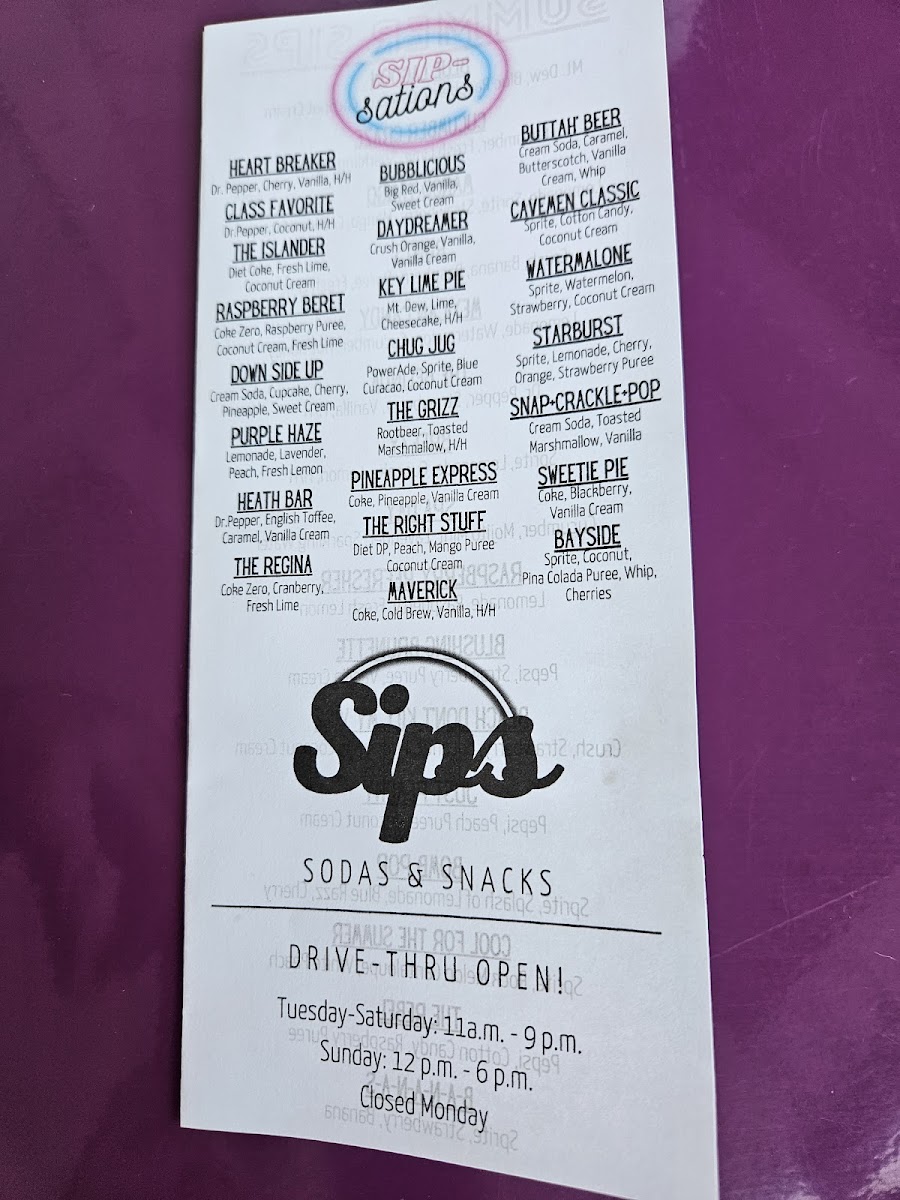 SIP-
sations
HEART BREAKER
Dr. Pepper, Cherry, Vanilla, H/H
CLASS FAVORITE
Dr.Pepper, Coconut, H/H
THE ISLANDER
Diet Coke, Fresh Lime,
Coconut Cream
RASPBERRY BERET
Coke Zero, Raspberry Puree,
Coconut Cream, Fresh Lime
DOWN SIDE UP
Cream Soda, Cupcake, Cherry,
Pineapple, Sweet Cream
PURPLE HAZE
Lemonade, Lavender,
Peach, Fresh Lemon
HEATH BAR
Dr.Pepper, English Toffee,
Caramel, Vanilla Cream
THE REGINA
Coke Zero, Cranberry,
Fresh Lime
BUBBLICIOUS
Big Red, Vanilla,
Sweet Cream
DAYDREAMER
Crush Orange, Vanilla,
Vanilla Cream
KEY LIME PIE
Mt. Dew, Lime,
Cheesecake, H/H
CHUG JUG
PowerAde, Sprite, Blue
Curacao, Coconut Cream
THE GRIZZ
Rootbeer, Toasted
Marshmallow, H/H
PINEAPPLE EXPRESS
Coke, Pineapple, Vanilla Cream
THE RIGHT STUFF
Diet DP, Peach, Mango Puree
Coconut Cream
MAVERICK
Coke, Cold Brew, Vanilla, H/H
BUTTAH BEER
Cream Soda, Caramel,
Butterscotch, Vanilla
Cream, Whip
CAVEMEN CLASSIC
Sprite, Cotton Candy,
Coconut Cream
WATERMALONE
Sprite, Watermelon,
Strawberry, Coconut Cream
STARBURST
Sprite, Lemonade, Cherry,
Orange, Strawberry Puree
SNAP+CRACKLE+POP
Cream Soda, Toasted
Marshmallow, Vanilla
SWEETIE PIE
Coke, Blackberry,
Vanilla Cream
BAYSIDE
Sprite, Coconut,
Pina Colada Puree, Whip,
Cherries
Sips
SODAS & SNACKS
DRIVE-THRU OPEN!
Tuesday-Saturday: 11a.m. - 9 p.m.
Sunday: 12 p.m. - 6 p.m.
Closed Monday